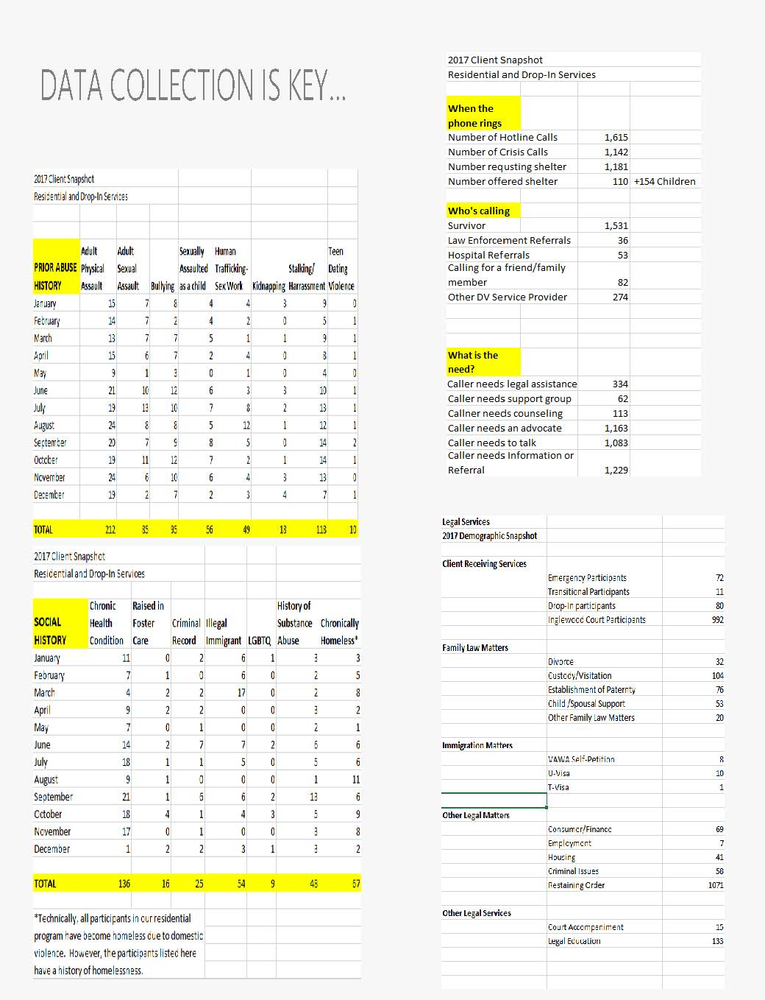 DATA COLLECTION IS KEY...
2017 Client Snapshot
Residential and Drop-In Services
PRIOR ABUSE HISTORY Adult Physical Assault Adult Sexual Assault Bullying Sexually Assaulted as a child Human Trafficking- Sex Work Kidnapping Stalking/ Harrassment Teen Dating Violence
January 15 7 8 4 4 3 9 0
February 14 7 2 4 2 0 5 1
March 13 7 7 5 1 1 9 1
April 15 6 7 2 4 0 8 1
May 9 1 3 0 1 0 4 0
June 21 10 12 6 3 3 10 1
July 19 13 10 7 8 2 13 1
August 24 8 8 5 12 1 12 1
September 20 7 9 8 5 0 14 2
October 19 11 12 7 2 1 14 1
November 24 6 10 6 4 3 13 0
December 19 2 7 2 3 4 7 1
TOTAL 212 85 95 56 49 18 118 10
2017 Client Snapshot
Residential and Drop-In Services
SOCIAL HISTORY Chronic Health Condition Raised in Foster Care Criminal Record Illegal Immigrant LGBTQ History of Substance Abuse Chronically Homeless*
January 11 0 2 6 1 3 3
February 7 1 0 6 0 2 5
March 4 2 2 17 0 2 8
April 9 2 2 0 0 3 2
May 7 0 1 0 0 2 1
June 14 2 7 7 2 6 6
July 18 1 1 5 0 5 6
August 9 1 0 0 0 1 11
September 21 1 6 6 2 13 6
October 18 4 1 4 3 5 9
November 17 0 1 0 0 3 8
December 1 2 2 3 1 3 2
TOTAL 136 16 25 54 9 48 67
*Technically, all participants in our residential
program have become homeless due to domestic
violence. However, the participants listed here
have a history of homelessness.
2017 Client Snapshot
Residential and Drop-In Services
When the
phone rings
Number of Hotline Calls 1,615
Number of Crisis Calls 1,142
Number requsting shelter 1,181
Number offered shelter 110 +154 Children
Who's calling
Survivor 1,531
Law Enforcement Referrals 36
Hospital Referrals 53
Calling for a friend/family
member 82
Other DV Service Provider 274
What is the
need?
Caller needs legal assistance 334
Caller needs support group 62
Callner needs counseling 113
Caller needs an advocate 1,163
Caller needs to talk 1,083
Caller needs Information or
Referral 1,229
Legal Services
2017 Demographic Snapshot
Client Receiving Services
Emergency Participants 72
Transitional Participants 11
Drop-In participants 80
Inglewood Court Participants 992
Family Law Matters
Divorce 32
Custody/Visitation 104
Establishment of Paternty 76
Child /Spousal Support 53
Other Family Law Matters 20
Immigration Matters
VAWA Self-Petition 8
U-Visa 10
T-Visa 1
Other Legal Matters
Consumer/Finance 69
Employment 7
Housing 41
Criminal Issues 58
Restaining Order 1071
Other Legal Services
Court Accompaniment 15
Legal Education 133